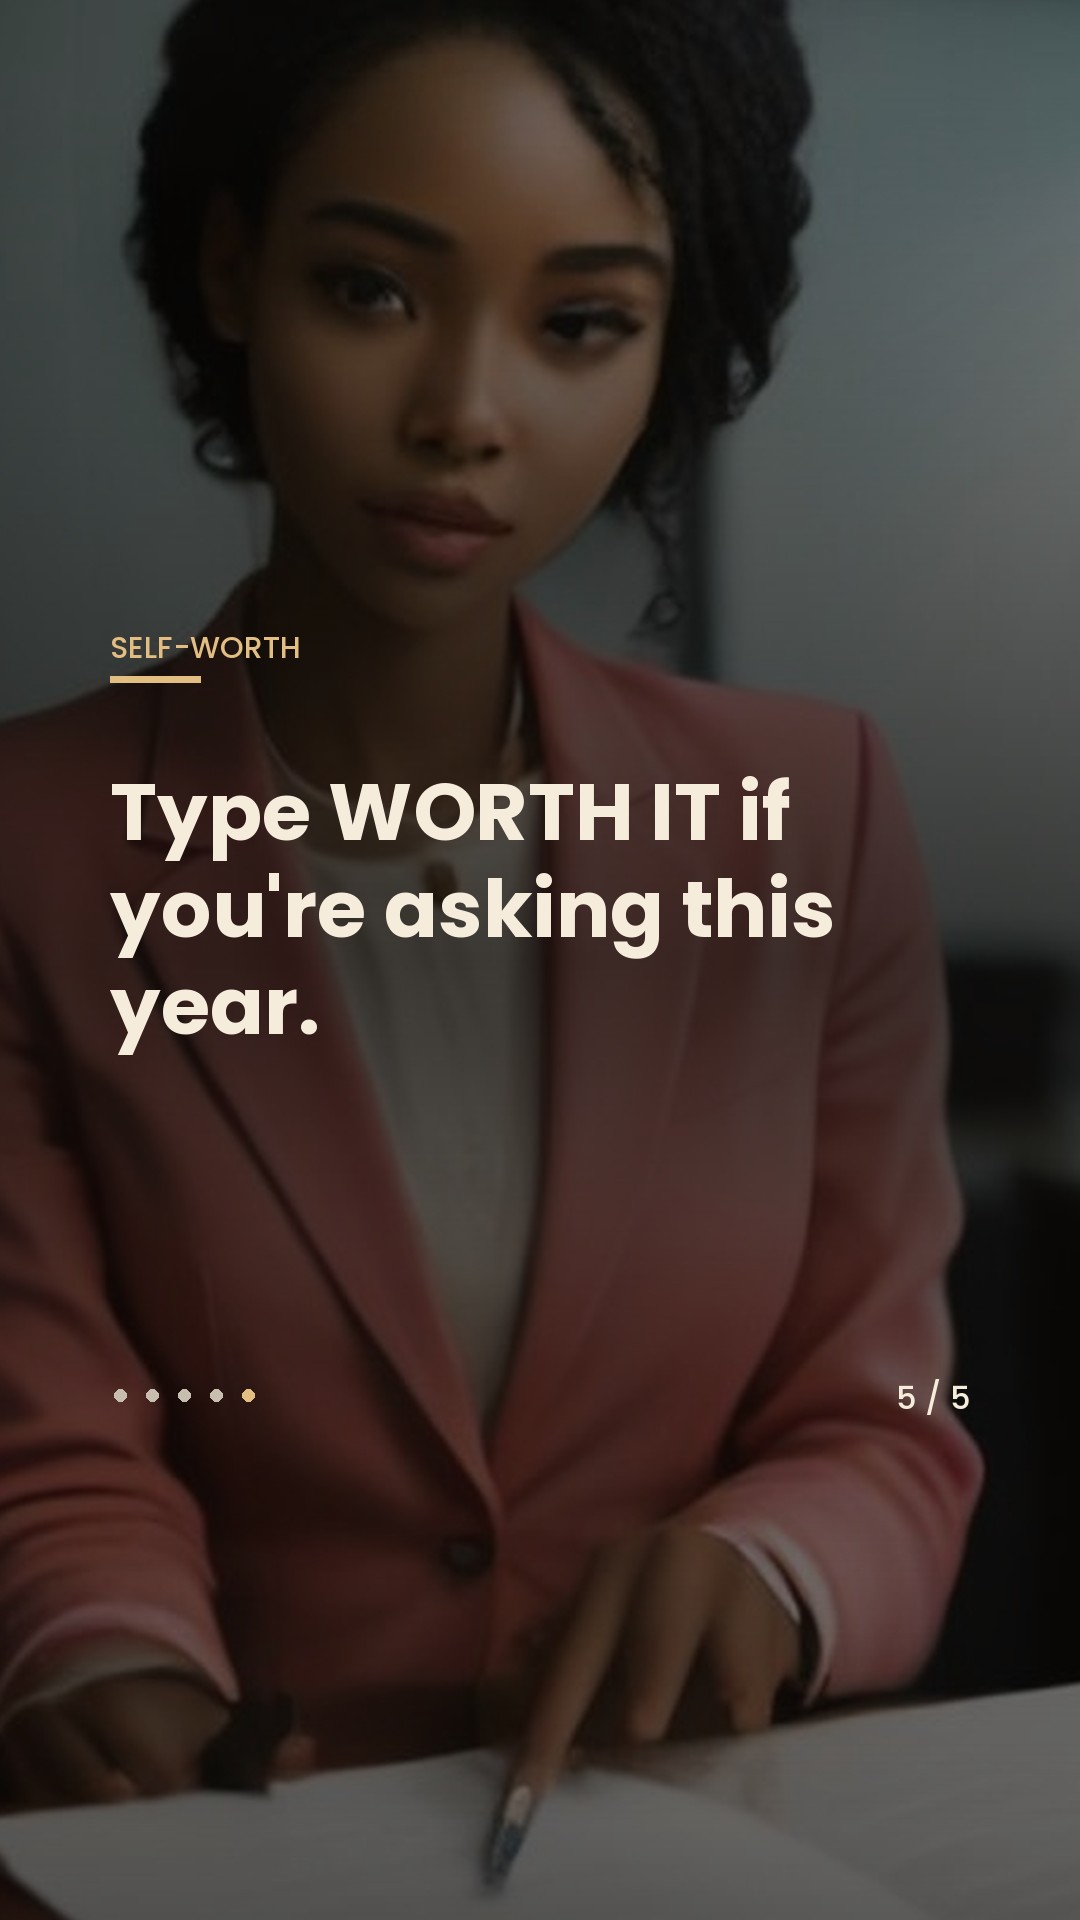 SELF-WORTH
Type WORTH IT if
you're asking this
year.
5 / 5